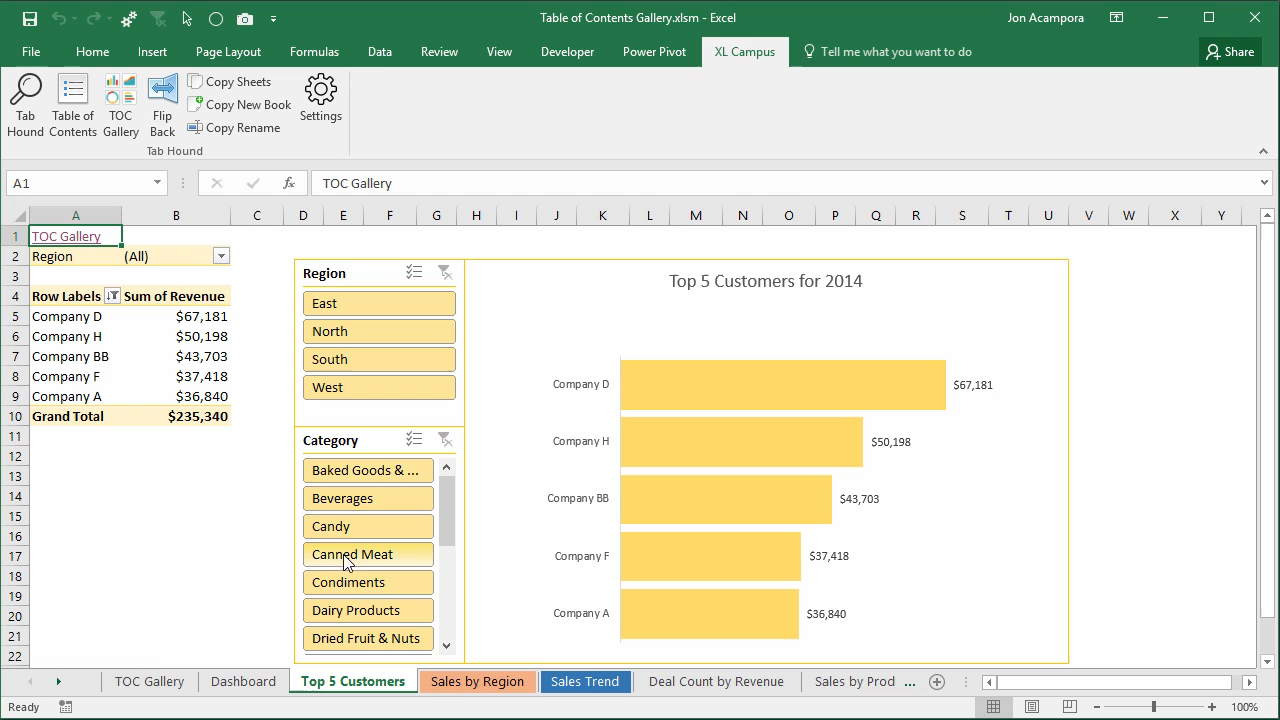 Table of Contents Gallery.xlsm - Excel
Jon Acampora
File Home Insert Page Layout Formulas Data Review View Developer Power Pivot XL Campus Tell me what you want to do Share
Tab Hound
Table of Contents
TOC Gallery
Flip Back
Copy Sheets
Copy New Book
Copy Rename
Settings
Tab Hound
A1 fx TOC Gallery
A B C D E F G H I J K L M N O P Q R S T U V W X Y
1 TOC Gallery
2 Region (All)
3
4 Row Labels Sum of Revenue
5 Company D $67,181
6 Company H $50,198
7 Company BB $43,703
8 Company F $37,418
9 Company A $36,840
10 Grand Total $235,340
11
12
13
14
15
16
17
18
19
20
21
22
Region
East
North
South
West
Category
Baked Goods & ...
Beverages
Candy
Canned Meat
Condiments
Dairy Products
Dried Fruit & Nuts
Top 5 Customers for 2014
Company D $67,181
Company H $50,198
Company BB $43,703
Company F $37,418
Company A $36,840
TOC Gallery Dashboard Top 5 Customers Sales by Region Sales Trend Deal Count by Revenue Sales by Prod ...
Ready 100%